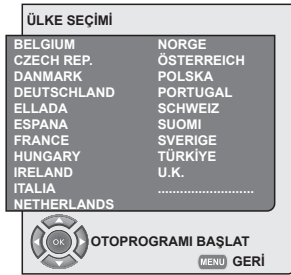 ÜLKE SEÇİMİ
BELGIUM
CZECH REP.
DANMARK
DEUTSCHLAND
ELLADA
ESPANA
FRANCE
HUNGARY
IRELAND
ITALIA
NETHERLANDS
NORGE
ÖSTERREICH
POLSKA
PORTUGAL
SCHWEIZ
SUOMI
SVERIGE
TÜRKİYE
U.K.
..........................
OK
OTOPROGRAMI BAŞLAT
MENU GERİ